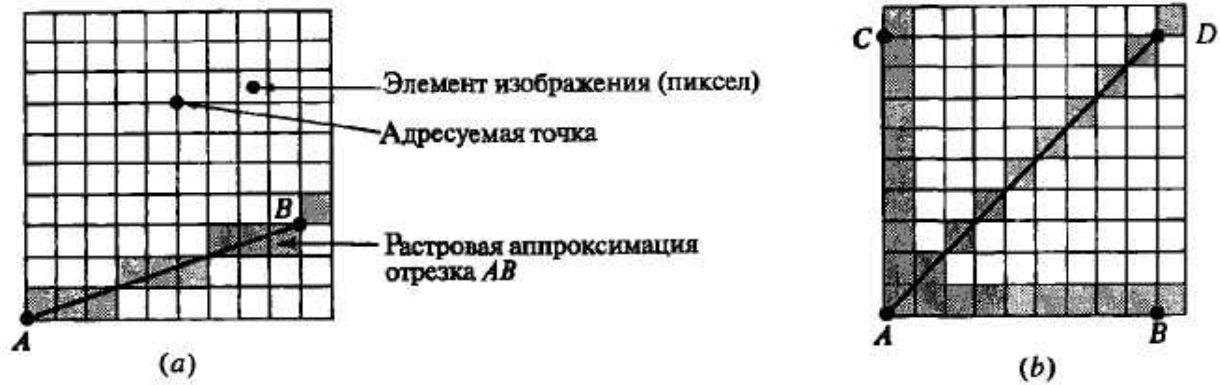 Элемент изображения (пиксел)
Адресуемая точка
B
Растровая аппроксимация
отрезка AB
A
(a)
C
D
A
B
(b)